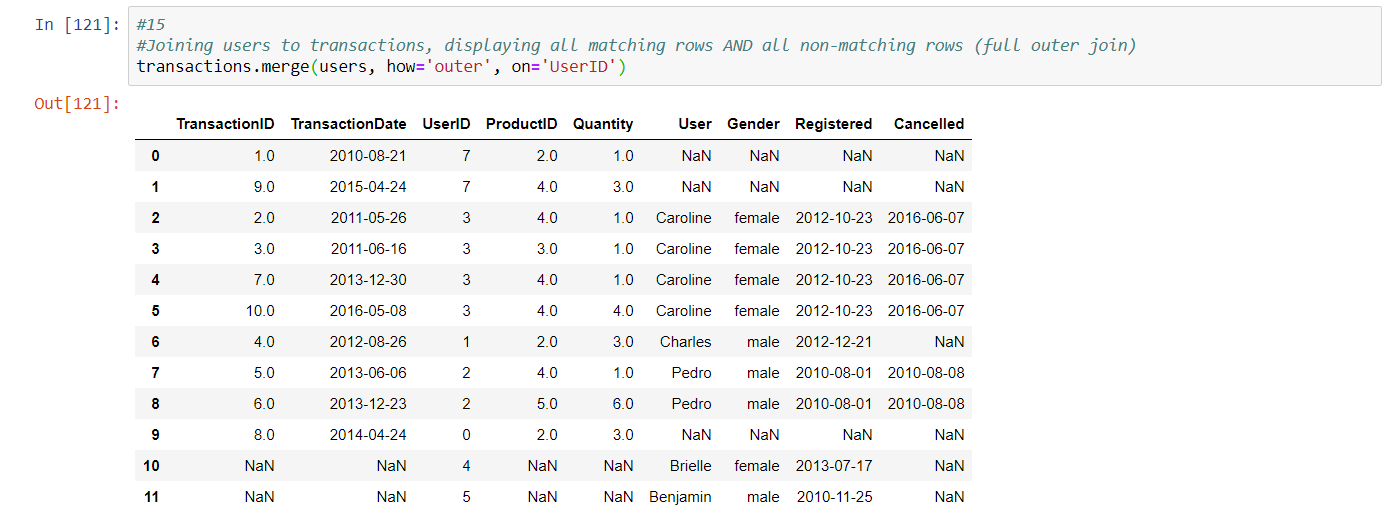 In [121]: #15
#Joining users to transactions, displaying all matching rows AND all non-matching rows (full outer join)
transactions.merge(users, how='outer', on='UserID')
Out[121]:
TransactionID TransactionDate UserID ProductID Quantity User Gender Registered Cancelled
0 1.0 2010-08-21 7 2.0 1.0 NaN NaN NaN NaN
1 9.0 2015-04-24 7 4.0 3.0 NaN NaN NaN NaN
2 2.0 2011-05-26 3 4.0 1.0 Caroline female 2012-10-23 2016-06-07
3 3.0 2011-06-16 3 3.0 1.0 Caroline female 2012-10-23 2016-06-07
4 7.0 2013-12-30 3 4.0 1.0 Caroline female 2012-10-23 2016-06-07
5 10.0 2016-05-08 3 4.0 4.0 Caroline female 2012-10-23 2016-06-07
6 4.0 2012-08-26 1 2.0 3.0 Charles male 2012-12-21 NaN
7 5.0 2013-06-06 2 4.0 1.0 Pedro male 2010-08-01 2010-08-08
8 6.0 2013-12-23 2 5.0 6.0 Pedro male 2010-08-01 2010-08-08
9 8.0 2014-04-24 0 2.0 3.0 NaN NaN NaN NaN
10 NaN NaN 4 NaN NaN Brielle female 2013-07-17 NaN
11 NaN NaN 5 NaN NaN Benjamin male 2010-11-25 NaN